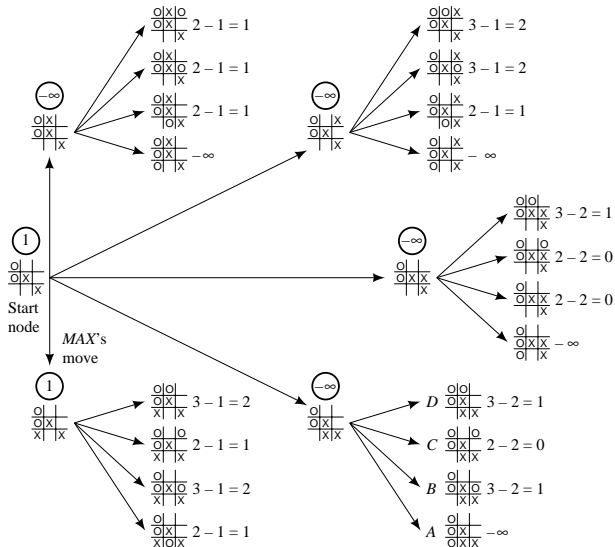 O X O
O X
X
2 – 1 = 1
O X
O X O
X
2 – 1 = 1
O X
O X
O X
2 – 1 = 1
O X
O X
O X
– ∞
–∞
O X
O X
X
O O X
O X
X
3 – 1 = 2
O X
O X O
X
3 – 1 = 2
O X
O X
O X
2 – 1 = 1
O X
O X
O X
– ∞
–∞
O X
O X
X
1
O
O X
X
Start
node
MAX's
move
–∞
O
O X X
X
O O
O X X
X
3 – 2 = 1
O O
O X X
X
2 – 2 = 0
O
O X X
O X
2 – 2 = 0
O
O X X
O X
– ∞
1
O
O X
X X
O O
O X
X X
3 – 1 = 2
O O
O X
X X
2 – 1 = 1
O
O X O
X X
3 – 1 = 2
O
O X
X O X
2 – 1 = 1
–∞
O
O X
X X
D
O O
O X
X X
3 – 2 = 1
C
O O
O X
X X
2 – 2 = 0
B
O
O X O
X X
3 – 2 = 1
A
O
O X
X O X
–∞